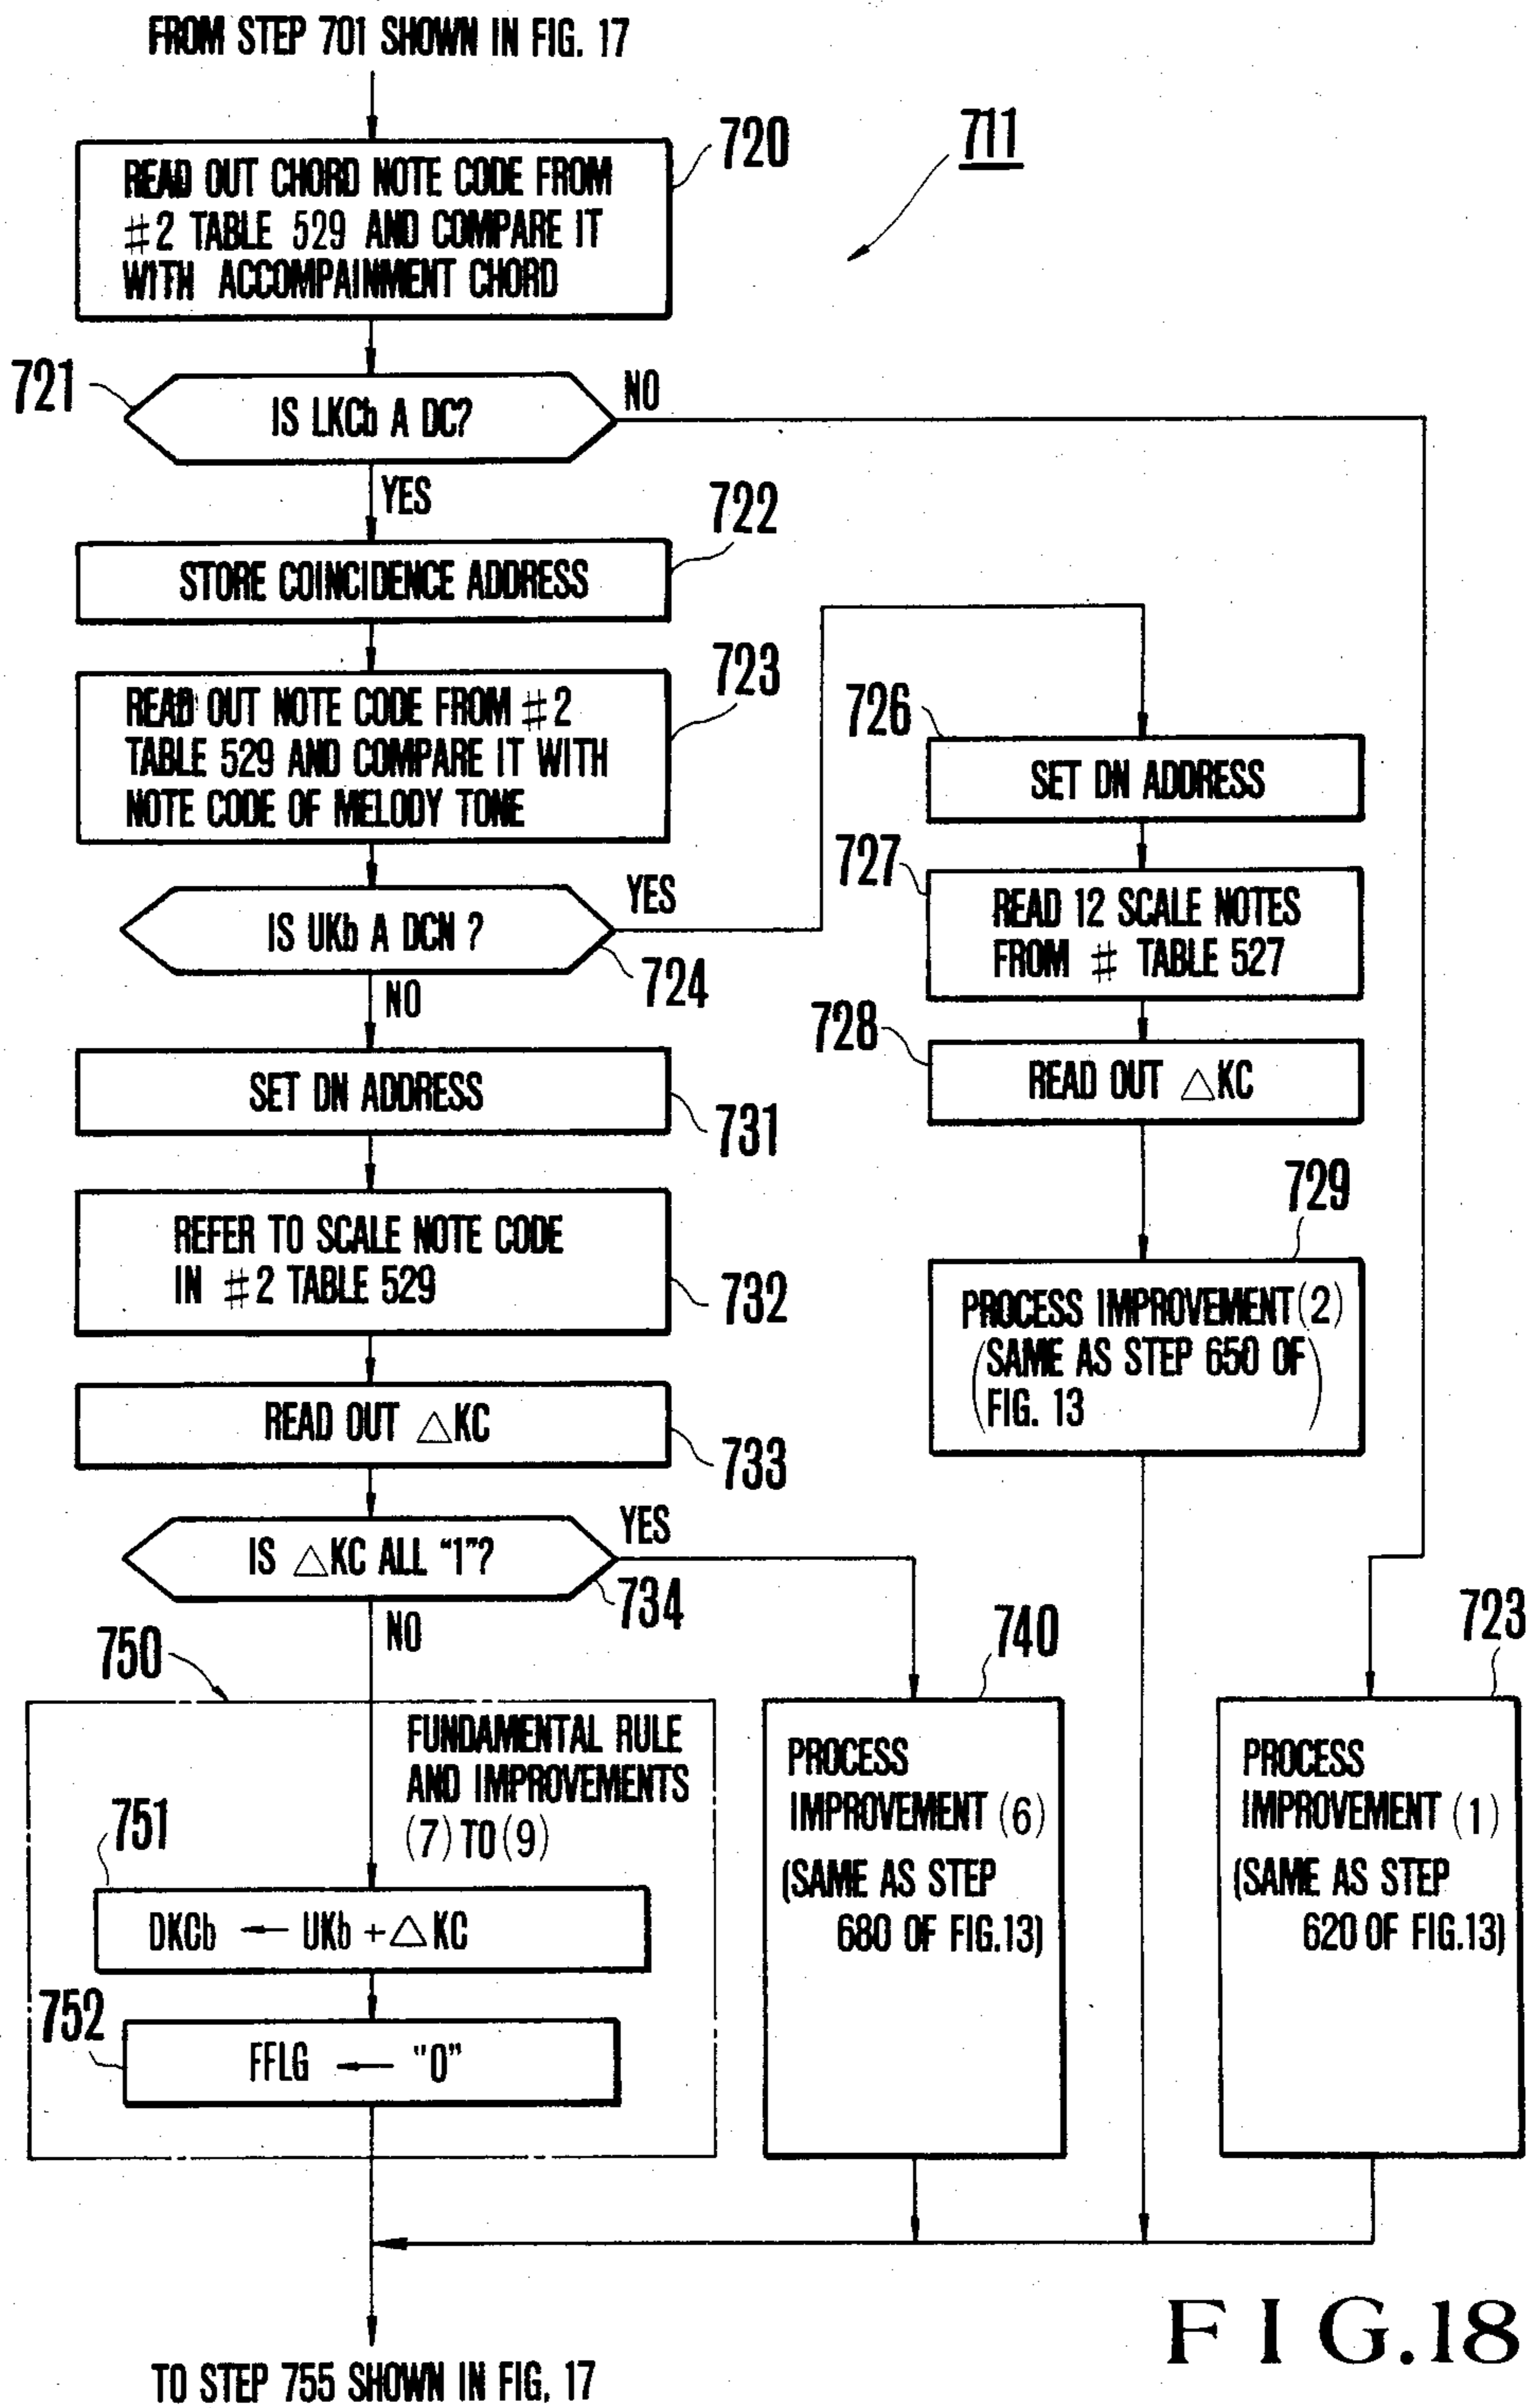 FROM STEP 701 SHOWN IN FIG. 17
711
720
READ OUT CHORD NOTE CODE FROM
#2 TABLE 529 AND COMPARE IT
WITH ACCOMPAINMENT CHORD
721
IS LKCb A DC?
NO
YES
722
STORE COINCIDENCE ADDRESS
723
READ OUT NOTE CODE FROM #2
TABLE 529 AND COMPARE IT WITH
NOTE CODE OF MELODY TONE
IS UKb A DCN ?
YES
724
NO
726
SET DN ADDRESS
727
READ 12 SCALE NOTES
FROM # TABLE 527
728
READ OUT △KC
729
PROCESS IMPROVEMENT (2)
(SAME AS STEP 650 OF
FIG. 13)
SET DN ADDRESS
731
REFER TO SCALE NOTE CODE
IN #2 TABLE 529
732
READ OUT △KC
733
IS △KC ALL "1"?
YES
734
NO
750
FUNDAMENTAL RULE
AND IMPROVEMENTS
(7) TO (9)
751
DKCb ← UKb + △KC
752
FFLG ← "0"
740
PROCESS
IMPROVEMENT (6)
(SAME AS STEP
680 OF FIG.13)
723
PROCESS
IMPROVEMENT (1)
(SAME AS STEP
620 OF FIG.13)
TO STEP 755 SHOWN IN FIG, 17
FIG.18